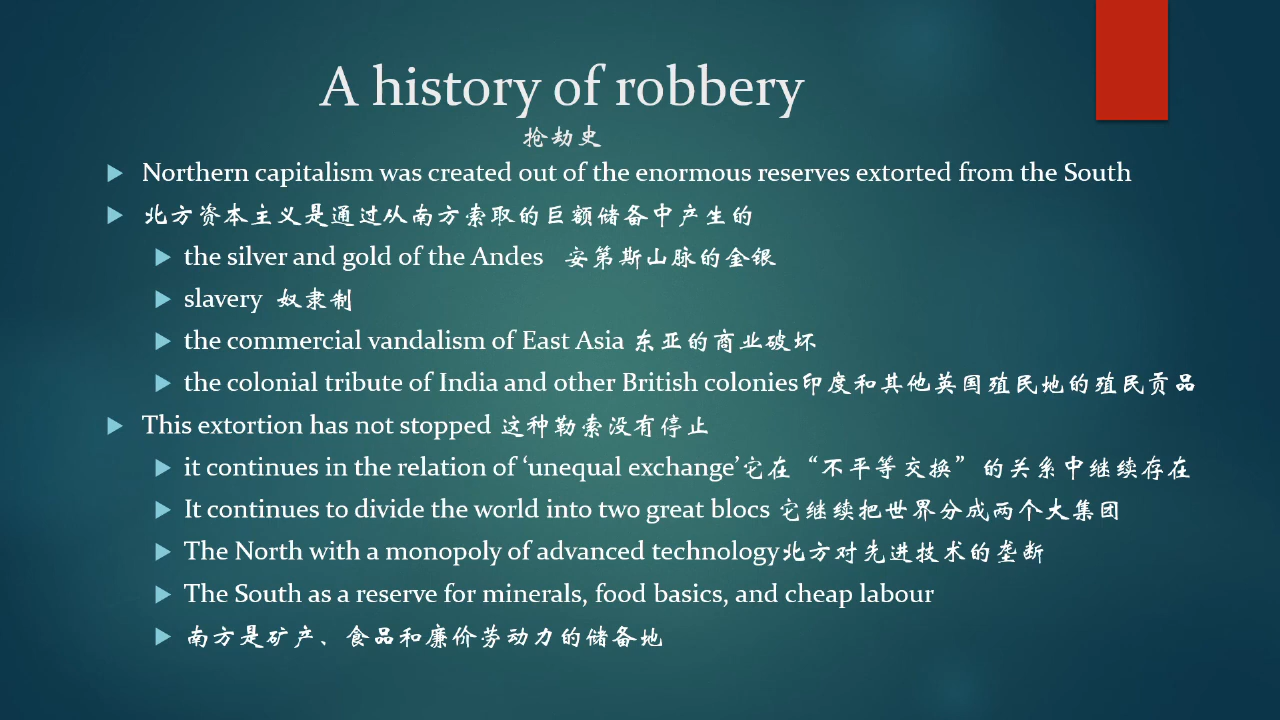 A history of robbery
抢劫史
Northern capitalism was created out of the enormous reserves extorted from the South
北方资本主义是通过从南方索取的巨额储备中产生的
the silver and gold of the Andes 安第斯山脉的金银
slavery 奴隶制
the commercial vandalism of East Asia 东亚的商业破坏
the colonial tribute of India and other British colonies印度和其他英国殖民地的殖民贡品
This extortion has not stopped 这种勒索没有停止
it continues in the relation of ‘unequal exchange’它在“不平等交换”的关系中继续存在
It continues to divide the world into two great blocs 它继续把世界分成两个大集团
The North with a monopoly of advanced technology北方对先进技术的垄断
The South as a reserve for minerals, food basics, and cheap labour
南方是矿产、食品和廉价劳动力的储备地